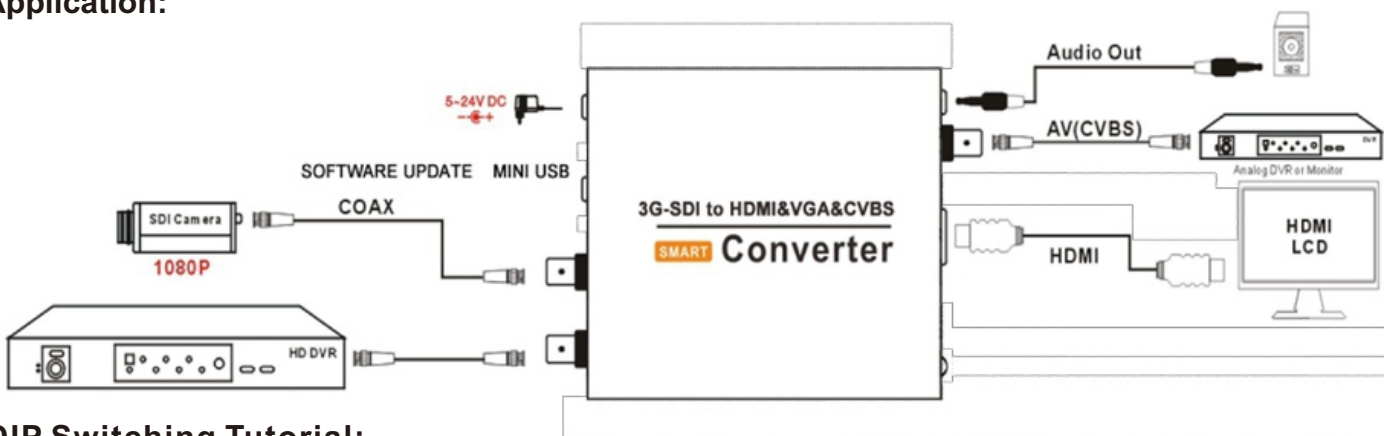 Application:
Audio Out
5~24V DC
AV(CVBS)
DVR
Analog DVR or Monitor
SOFTWARE UPDATE MINI USB
COAX
SDI Camera
1080P
3G-SDI to HDMI&VGA&CVBS
SMART Converter
HDMI
HDMI
LCD
HD DVR
DIP Switching Tutorial: